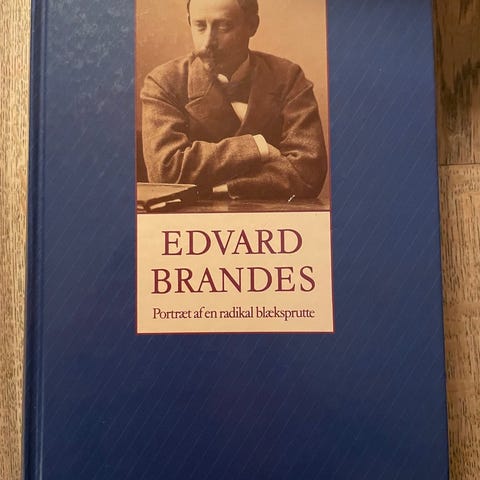 EDVARD
BRANDES
Portræt af en radikal blæksprutte